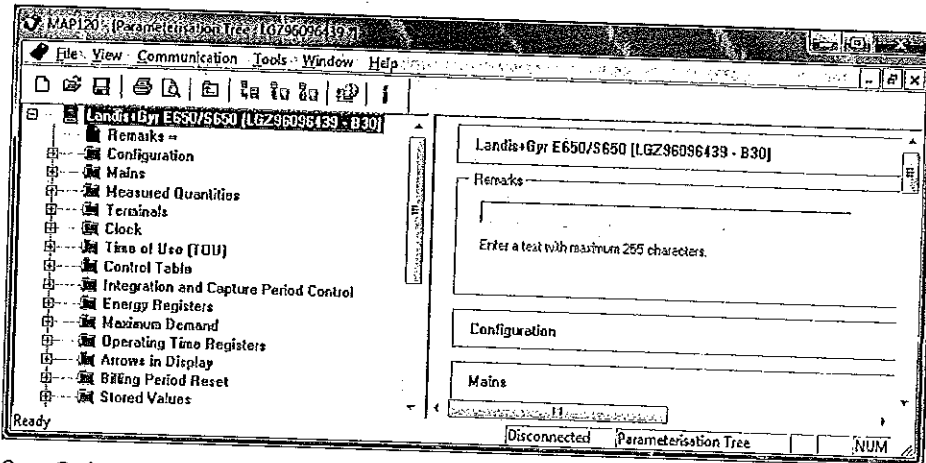 MAP120 - [Parameterisation Tree: LGZ96096439 *]
File View Communication Tools Window Help
Landis+Gyr E650/S650 [LGZ96096439 - B30]
Remarks
Configuration
Mains
Measured Quantities
Terminals
Clock
Time of Use (TOU)
Control Table
Integration and Capture Period Control
Energy Registers
Maximum Demand
Operating Time Registers
Arrows in Display
Billing Period Reset
Stored Values
Landis+Gyr E650/S650 [LGZ96096439 - B30]
Remarks
Enter a text with maximum 255 characters.
Configuration
Mains
Ready
Disconnected
Parameterisation Tree
NUM